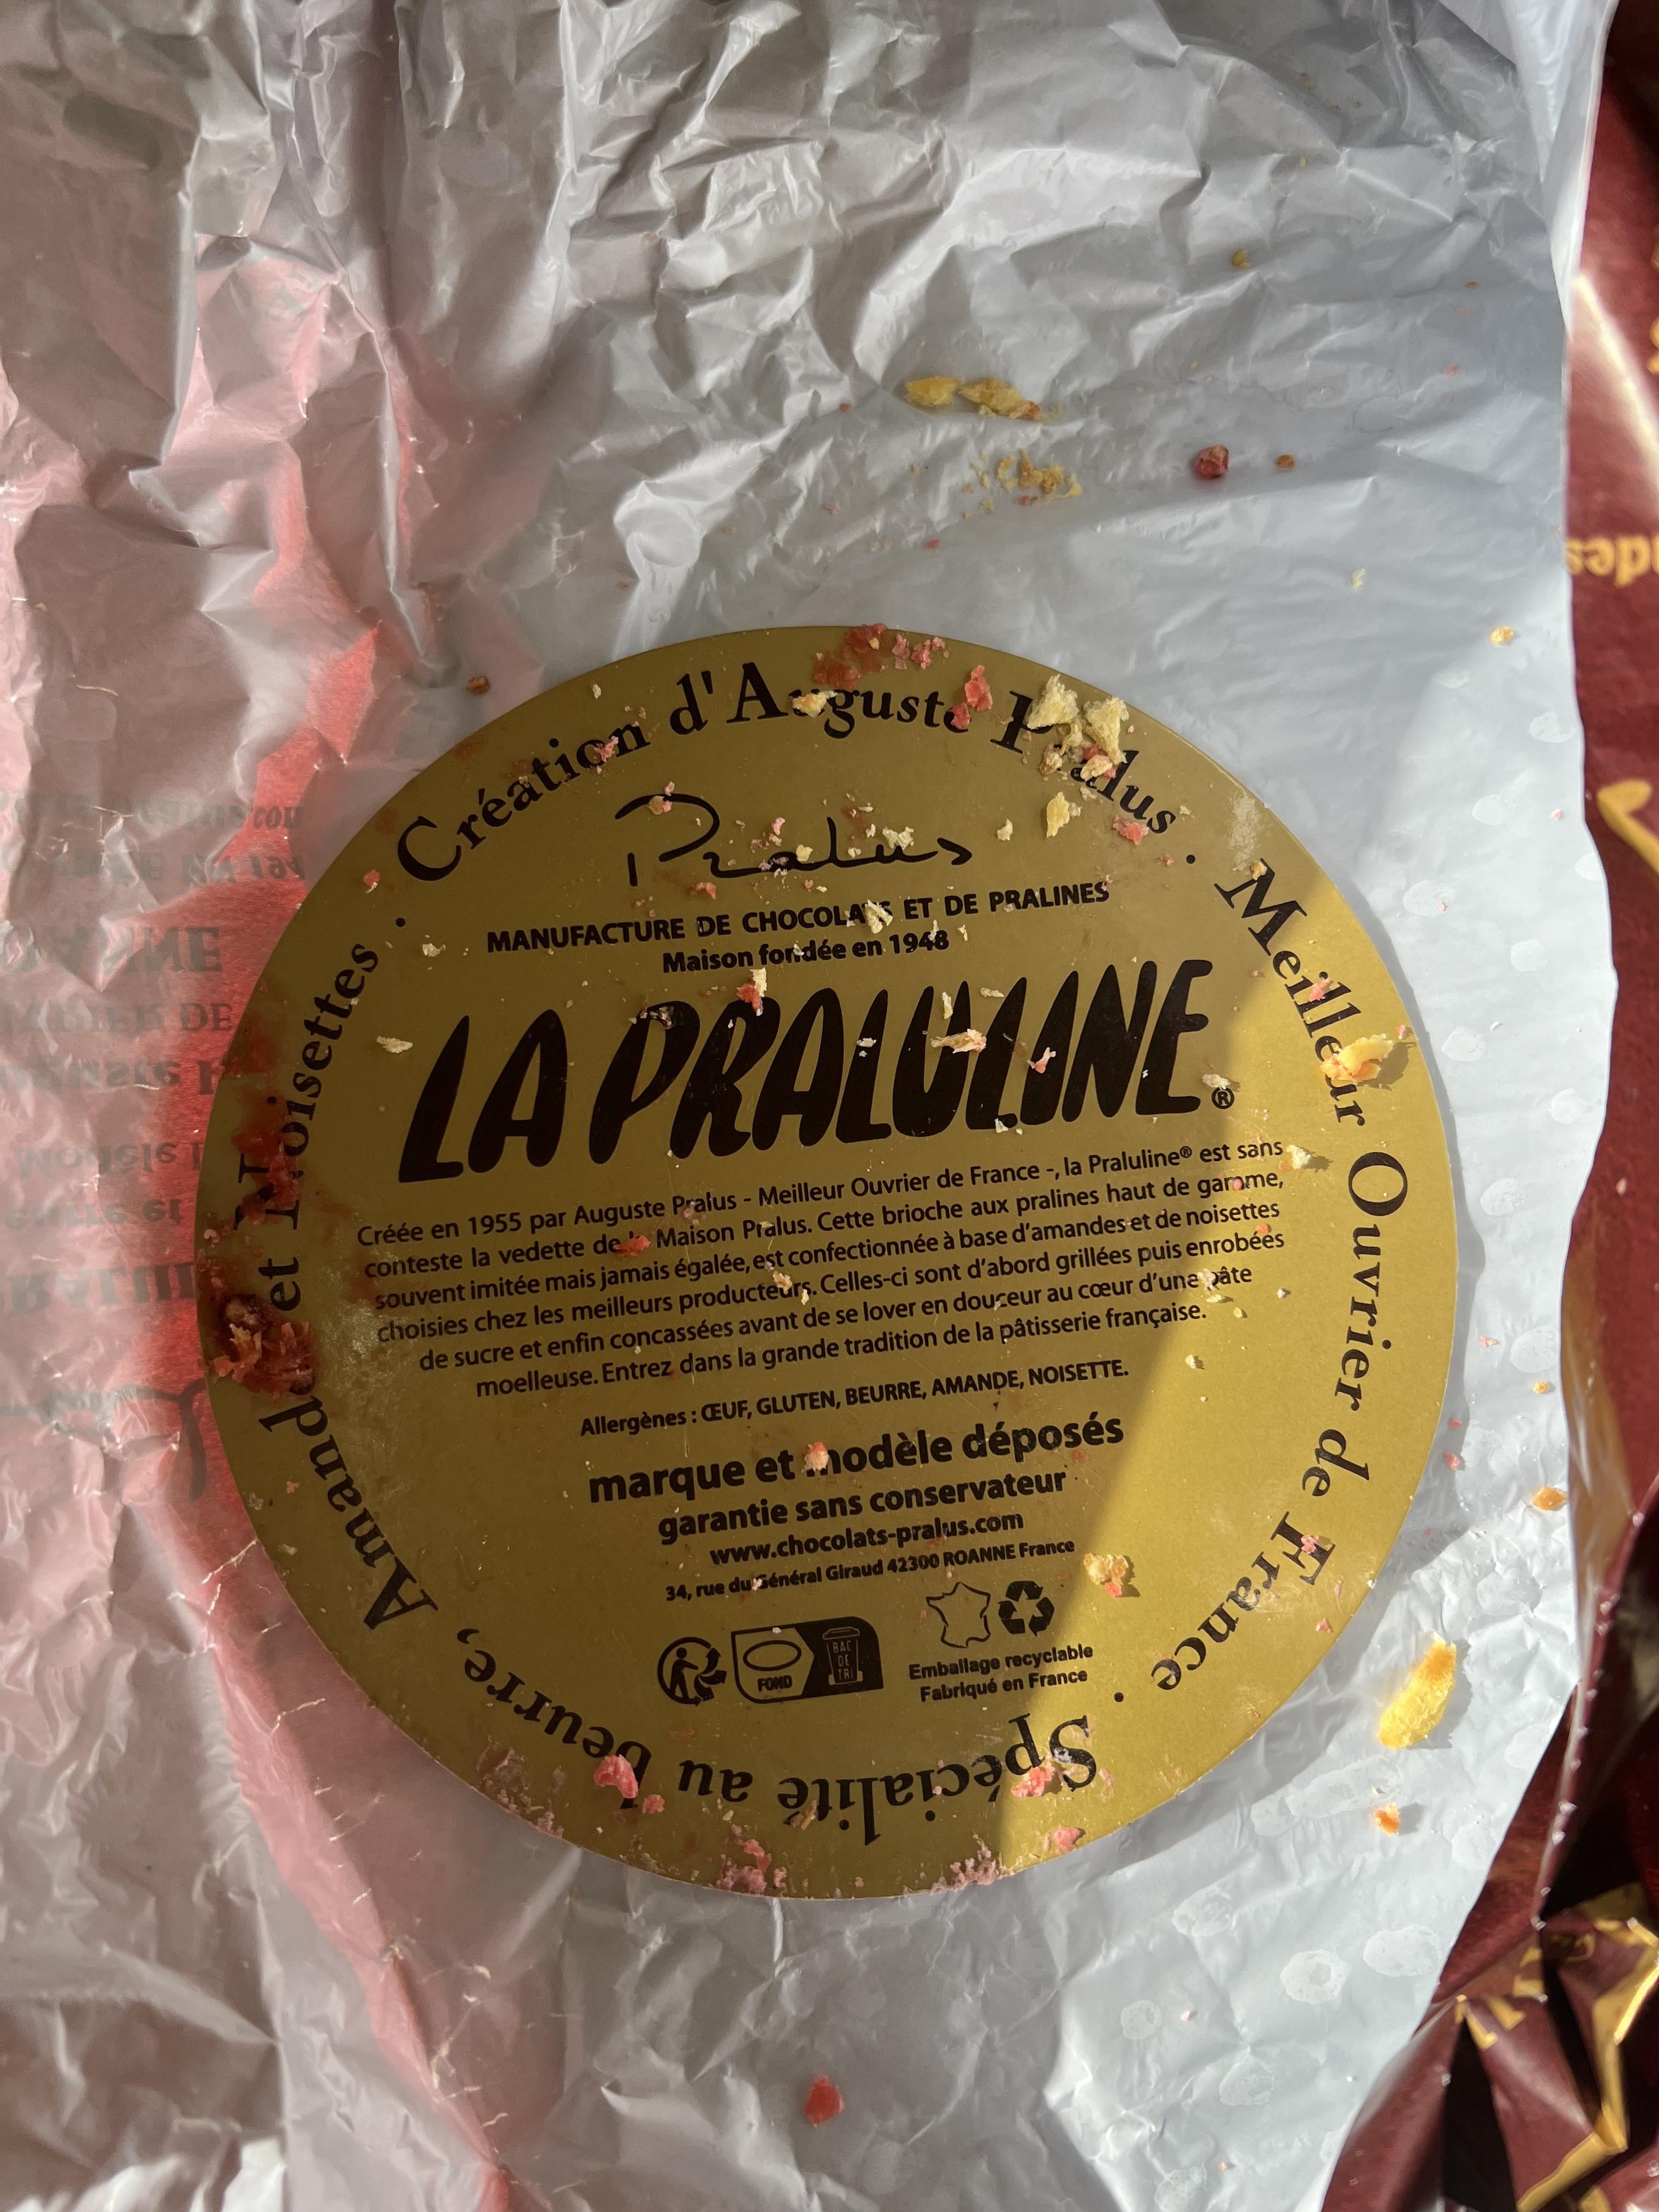 Création d'Auguste Pralus · Meilleur Ouvrier de France · Spécialité au beurre, Amandes et Noisettes ·
Pralus
MANUFACTURE DE CHOCOLATS ET DE PRALINES
Maison fondée en 1948
LA PRALULINE®
Créée en 1955 par Auguste Pralus - Meilleur Ouvrier de France -, la Praluline® est sans
conteste la vedette de la Maison Pralus. Cette brioche aux pralines haut de gamme,
souvent imitée mais jamais égalée, est confectionnée à base d'amandes et de noisettes
choisies chez les meilleurs producteurs. Celles-ci sont d'abord grillées puis enrobées
de sucre et enfin concassées avant de se lover en douceur au cœur d'une pâte
moelleuse. Entrez dans la grande tradition de la pâtisserie française.
Allergènes : ŒUF, GLUTEN, BEURRE, AMANDE, NOISETTE.
marque et modèle déposés
garantie sans conservateur
www.chocolats-pralus.com
34, rue du Général Giraud 42300 ROANNE France
FOND
BAC
DE
TRI
Emballage recyclable
Fabriqué en France